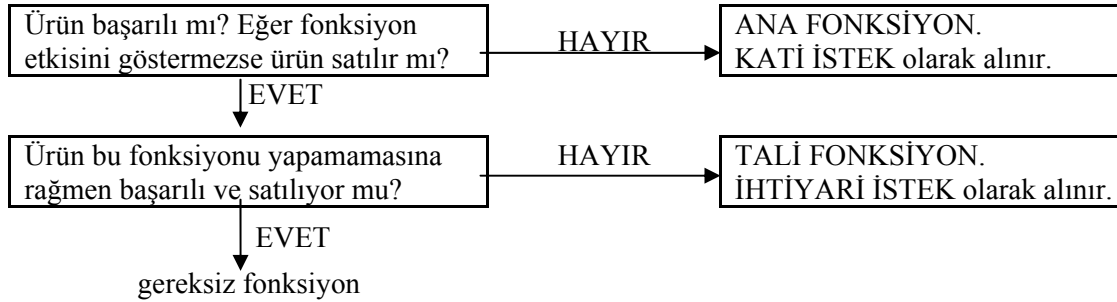 Ürün başarılı mı? Eğer fonksiyon
etkisini göstermezse ürün satılır mı?
HAYIR
ANA FONKSİYON.
KATİ İSTEK olarak alınır.
EVET
Ürün bu fonksiyonu yapamamasına
rağmen başarılı ve satılıyor mu?
HAYIR
TALİ FONKSİYON.
İHTİYARİ İSTEK olarak alınır.
EVET
gereksiz fonksiyon